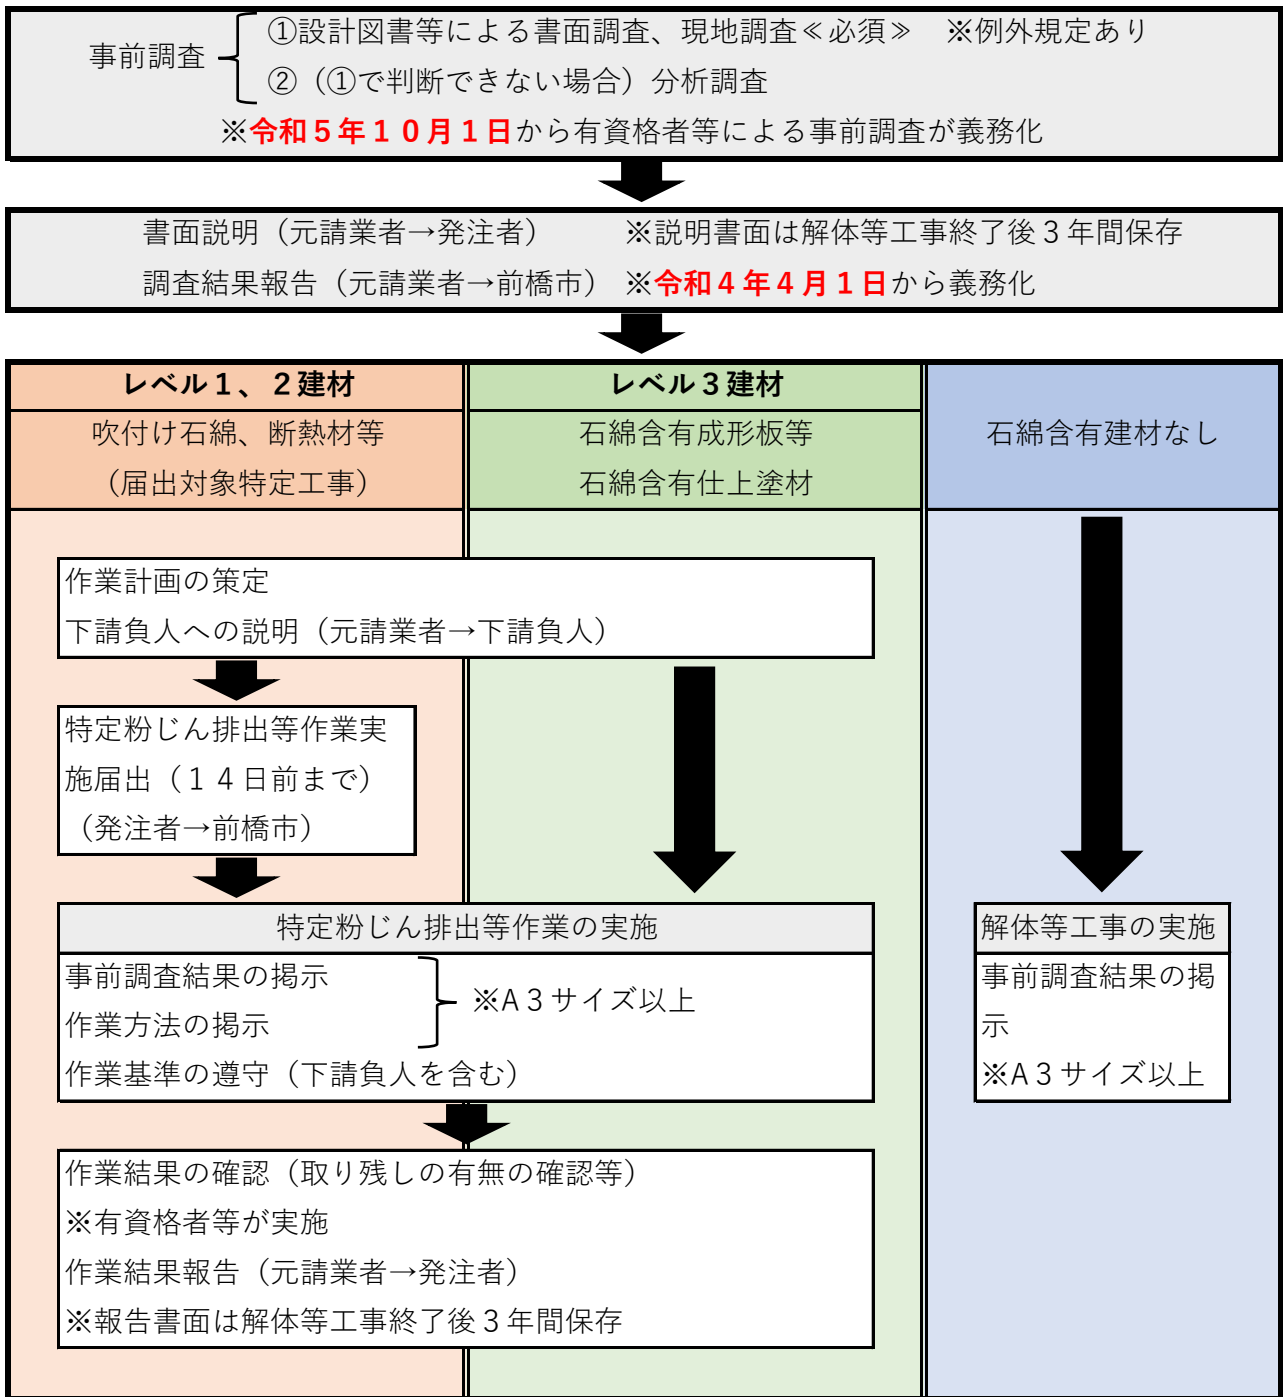 事前調査
①設計図書等による書面調査、現地調査≪必須≫　※例外規定あり
②（①で判断できない場合）分析調査
※令和５年１０月１日から有資格者等による事前調査が義務化
書面説明（元請業者→発注者）　　　※説明書面は解体等工事終了後３年間保存
調査結果報告（元請業者→前橋市）　※令和４年４月１日から義務化
レベル１、２建材
吹付け石綿、断熱材等
（届出対象特定工事）
レベル３建材
石綿含有成形板等
石綿含有仕上塗材
石綿含有建材なし
作業計画の策定
下請負人への説明（元請業者→下請負人）
特定粉じん排出等作業実
施届出（１４日前まで）
（発注者→前橋市）
特定粉じん排出等作業の実施
事前調査結果の掲示
作業方法の掲示
※A３サイズ以上
作業基準の遵守（下請負人を含む）
解体等工事の実施
事前調査結果の掲
示
※A３サイズ以上
作業結果の確認（取り残しの有無の確認等）
※有資格者等が実施
作業結果報告（元請業者→発注者）
※報告書面は解体等工事終了後３年間保存